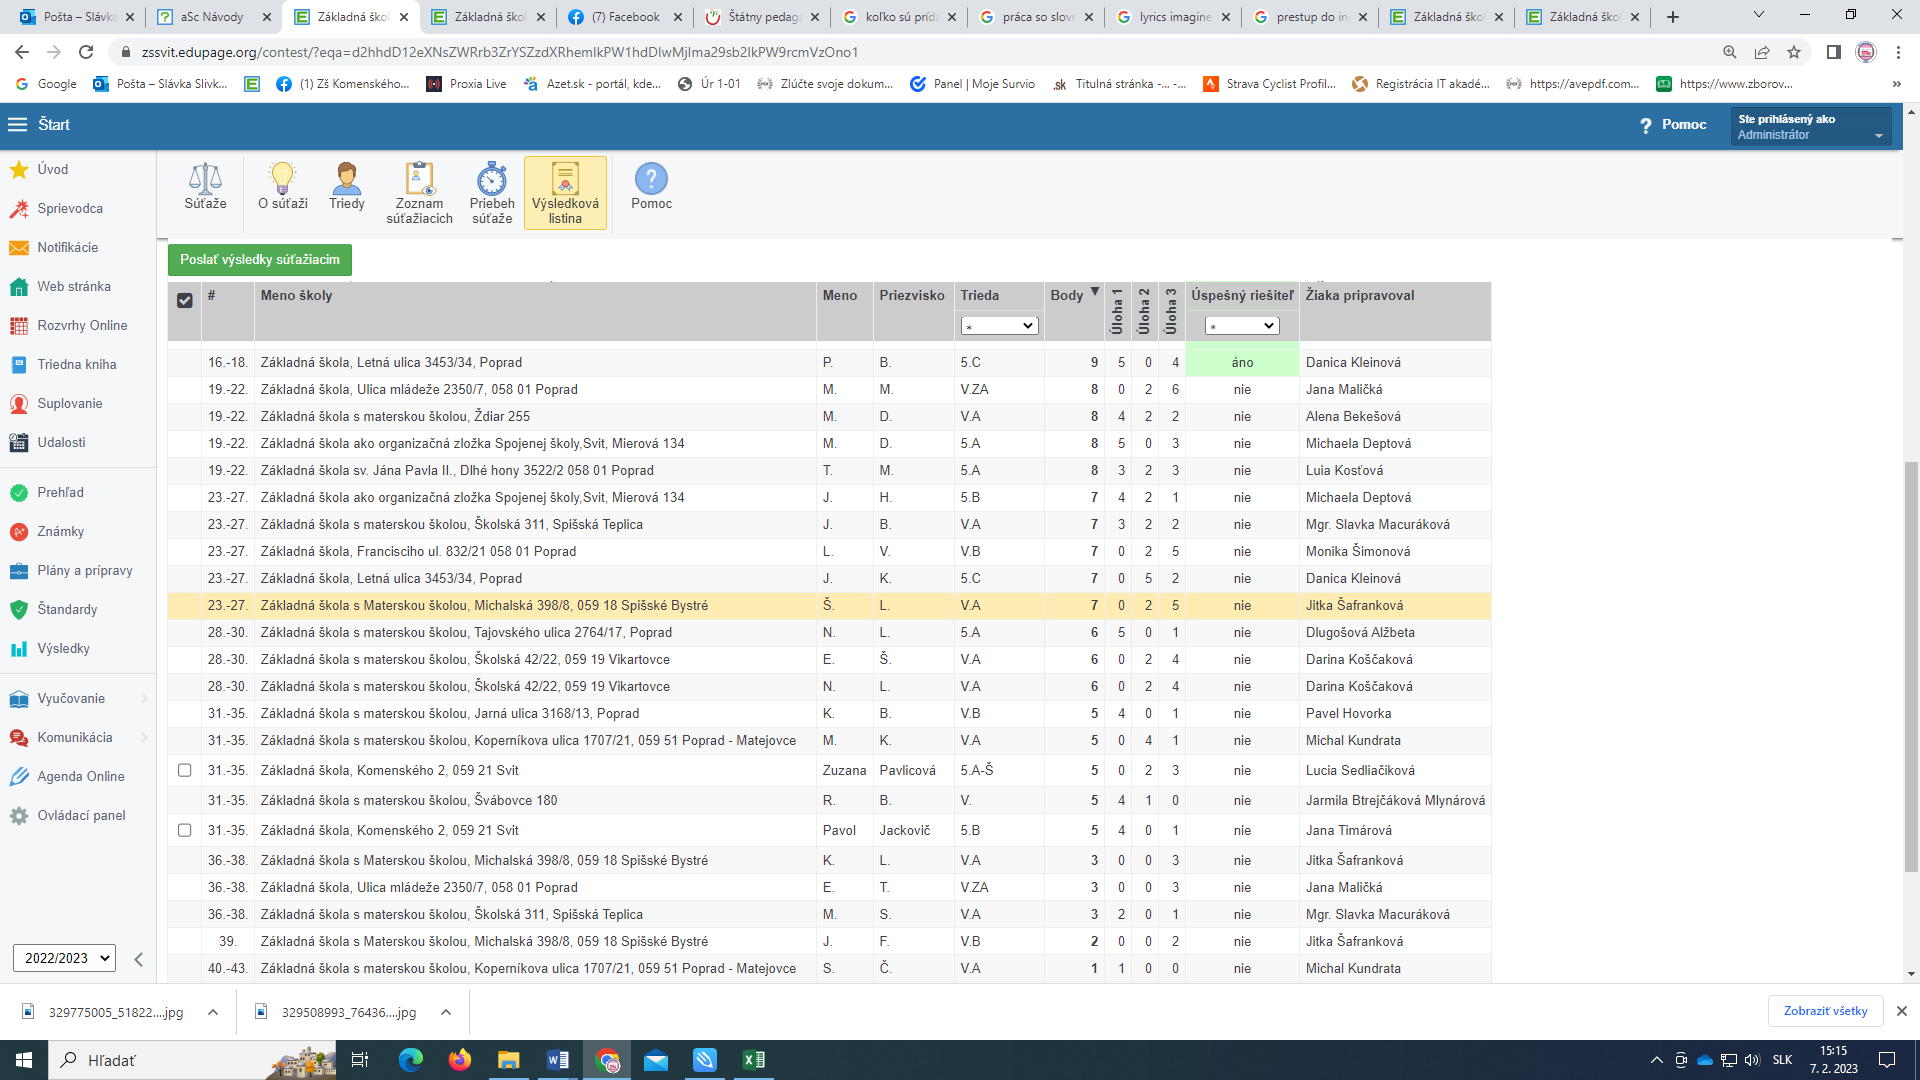 Pošta – Slávka
aSc Návody
Základná ško
Základná ško
(7) Facebook
Štátny pedag
koľko sú príd
práca so slov
lyrics imagine
prestup do in
Základná ško
Základná ško
zssvit.edupage.org/contest/?eqa=d2hhdD12eXNsZWRrb3ZrYSZzdXRhemlkPW1hdDIwMjIma29sb2lkPW9rcmVzOno1
Google
Pošta – Slávka Slivk...
(1) Zš Komenského...
Proxia Live
Azet.sk - portál, kde...
Úr 1-01
Zlúčte svoje dokum...
Panel | Moje Survio
.sk Titulná stránka -... -...
Strava Cyclist Profil...
Registrácia IT akadé...
https://avepdf.com...
https://www.zborov...
»
Štart
? Pomoc
Ste prihlásený ako
Administrátor
Úvod
Sprievodca
Notifikácie
Web stránka
Rozvrhy Online
Triedna kniha
Suplovanie
Udalosti
Prehľad
Známky
Plány a prípravy
Štandardy
Výsledky
Vyučovanie
Komunikácia
Agenda Online
Ovládací panel
2022/2023
Súťaže
O súťaži
Triedy
Zoznam súťažiacich
Priebeh súťaže
Výsledková listina
Pomoc
Poslať výsledky súťažiacim
# Meno školy Meno Priezvisko Trieda Body ▼ Úloha 1 Úloha 2 Úloha 3 Úspešný riešiteľ Žiaka pripravoval
* *
16.-18. Základná škola, Letná ulica 3453/34, Poprad P. B. 5.C 9 5 0 4 áno Danica Kleinová
19.-22. Základná škola, Ulica mládeže 2350/7, 058 01 Poprad M. M. V.ZA 8 0 2 6 nie Jana Maličká
19.-22. Základná škola s materskou školou, Ždiar 255 M. D. V.A 8 4 2 2 nie Alena Bekešová
19.-22. Základná škola ako organizačná zložka Spojenej školy,Svit, Mierová 134 M. D. 5.A 8 5 0 3 nie Michaela Deptová
19.-22. Základná škola sv. Jána Pavla II., Dlhé hony 3522/2 058 01 Poprad T. M. 5.A 8 3 2 3 nie Luia Kosťová
23.-27. Základná škola ako organizačná zložka Spojenej školy,Svit, Mierová 134 J. H. 5.B 7 4 2 1 nie Michaela Deptová
23.-27. Základná škola s materskou školou, Školská 311, Spišská Teplica J. B. V.A 7 3 2 2 nie Mgr. Slavka Macuráková
23.-27. Základná škola, Francisciho ul. 832/21 058 01 Poprad L. V. V.B 7 0 2 5 nie Monika Šimonová
23.-27. Základná škola, Letná ulica 3453/34, Poprad J. K. 5.C 7 0 5 2 nie Danica Kleinová
23.-27. Základná škola s Materskou školou, Michalská 398/8, 059 18 Spišské Bystré Š. L. V.A 7 0 2 5 nie Jitka Šafranková
28.-30. Základná škola s materskou školou, Tajovského ulica 2764/17, Poprad N. L. 5.A 6 5 0 1 nie Dlugošová Alžbeta
28.-30. Základná škola s materskou školou, Školská 42/22, 059 19 Vikartovce E. Š. V.A 6 0 2 4 nie Darina Koščaková
28.-30. Základná škola s materskou školou, Školská 42/22, 059 19 Vikartovce N. L. V.A 6 0 2 4 nie Darina Koščaková
31.-35. Základná škola s materskou školou, Jarná ulica 3168/13, Poprad K. B. V.B 5 4 0 1 nie Pavel Hovorka
31.-35. Základná škola s materskou školou, Koperníkova ulica 1707/21, 059 51 Poprad - Matejovce M. K. V.A 5 0 4 1 nie Michal Kundrata
31.-35. Základná škola, Komenského 2, 059 21 Svit Zuzana Pavlicová 5.A-Š 5 0 2 3 nie Lucia Sedliačiková
31.-35. Základná škola s materskou školou, Švábovce 180 R. B. V. 5 4 1 0 nie Jarmila Btrejčáková Mlynárová
31.-35. Základná škola, Komenského 2, 059 21 Svit Pavol Jackovič 5.B 5 4 0 1 nie Jana Timárová
36.-38. Základná škola s Materskou školou, Michalská 398/8, 059 18 Spišské Bystré K. L. V.A 3 0 0 3 nie Jitka Šafranková
36.-38. Základná škola, Ulica mládeže 2350/7, 058 01 Poprad E. T. V.ZA 3 0 0 3 nie Jana Maličká
36.-38. Základná škola s materskou školou, Školská 311, Spišská Teplica M. S. V.A 3 2 0 1 nie Mgr. Slavka Macuráková
39. Základná škola s Materskou školou, Michalská 398/8, 059 18 Spišské Bystré J. F. V.B 2 0 0 2 nie Jitka Šafranková
40.-43. Základná škola s materskou školou, Koperníkova ulica 1707/21, 059 51 Poprad - Matejovce S. Č. V.A 1 1 0 0 nie Michal Kundrata
329775005_51822....jpg
329508993_76436....jpg
Zobraziť všetky
Hľadať
SLK
15:15
7. 2. 2023